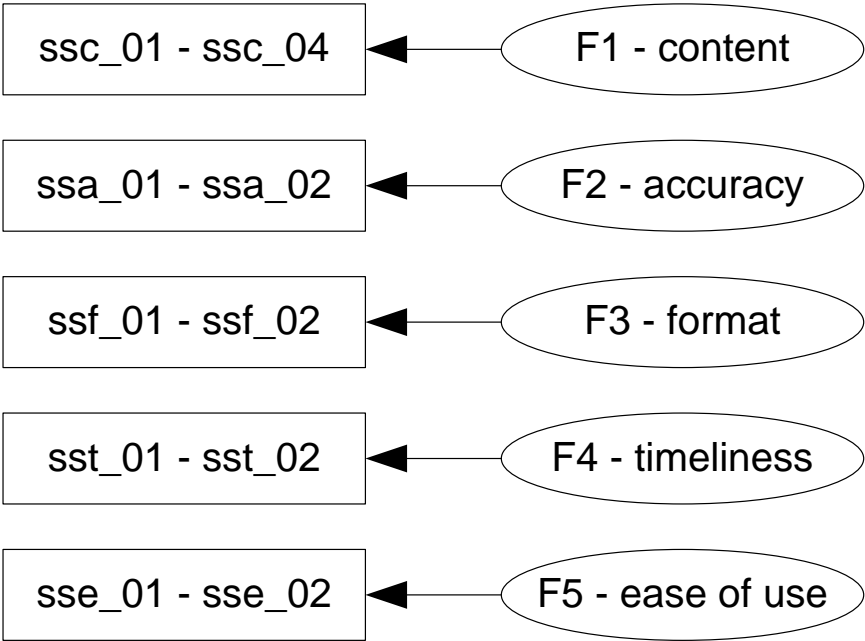 ssc_01 - ssc_04
F1 - content
ssa_01 - ssa_02
F2 - accuracy
ssf_01 - ssf_02
F3 - format
sst_01 - sst_02
F4 - timeliness
sse_01 - sse_02
F5 - ease of use